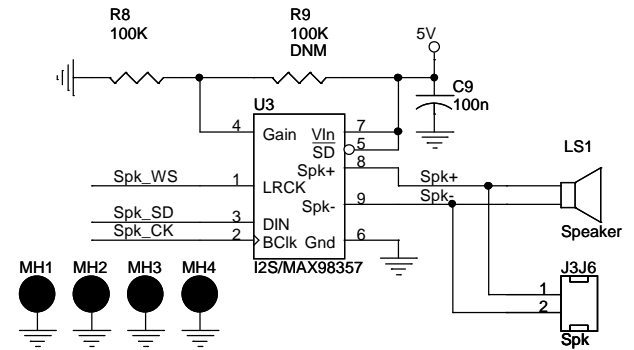 R8
100K
R9
100K
DNM
5V
C9
100n
U3
4 Gain
VIn 7
SD 5
Spk+ 8
Spk_WS 1 LRCK
Spk- 9
Spk_SD 3 DIN
Spk_CK 2 BClk
Gnd 6
I2S/MAX98357
Spk+
Spk-
LS1
Speaker
MH1 MH2 MH3 MH4
J3J6
1
2
Spk